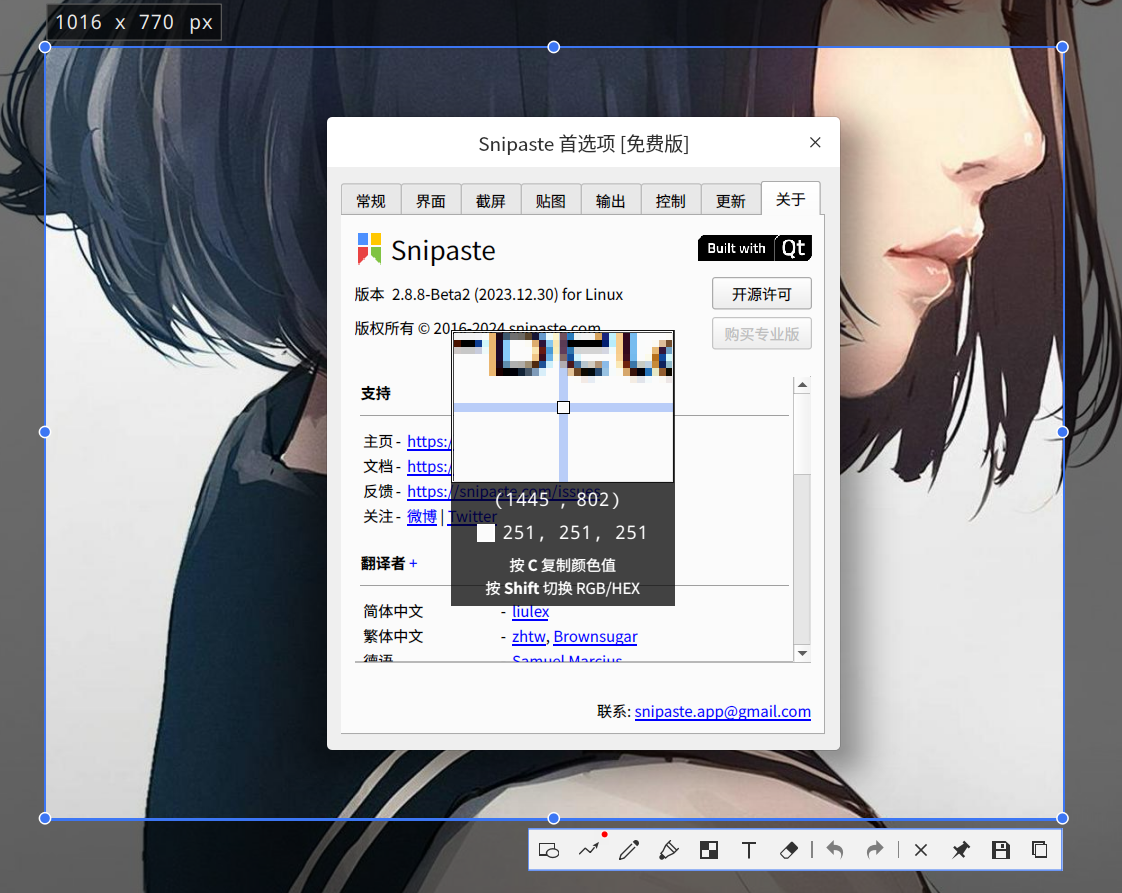 1016 x 770 px
Snipaste 首选项 [免费版]
常规 界面 截屏 贴图 输出 控制 更新 关于
Snipaste
Built with Qt
版本 2.8.8-Beta2 (2023.12.30) for Linux
开源许可
版权所有 © 2016-2024 snipaste.com
购买专业版
支持
主页 - https:/
文档 - https:/
反馈 - https://snipaste.com/issues
(1445 , 802)
关注 - 微博 | Twitter
251, 251, 251
翻译者 +
按 C 复制颜色值
按 Shift 切换 RGB/HEX
简体中文 - liulex
繁体中文 - zhtw, Brownsugar
德语 Samuel Marcius
联系: snipaste.app@gmail.com